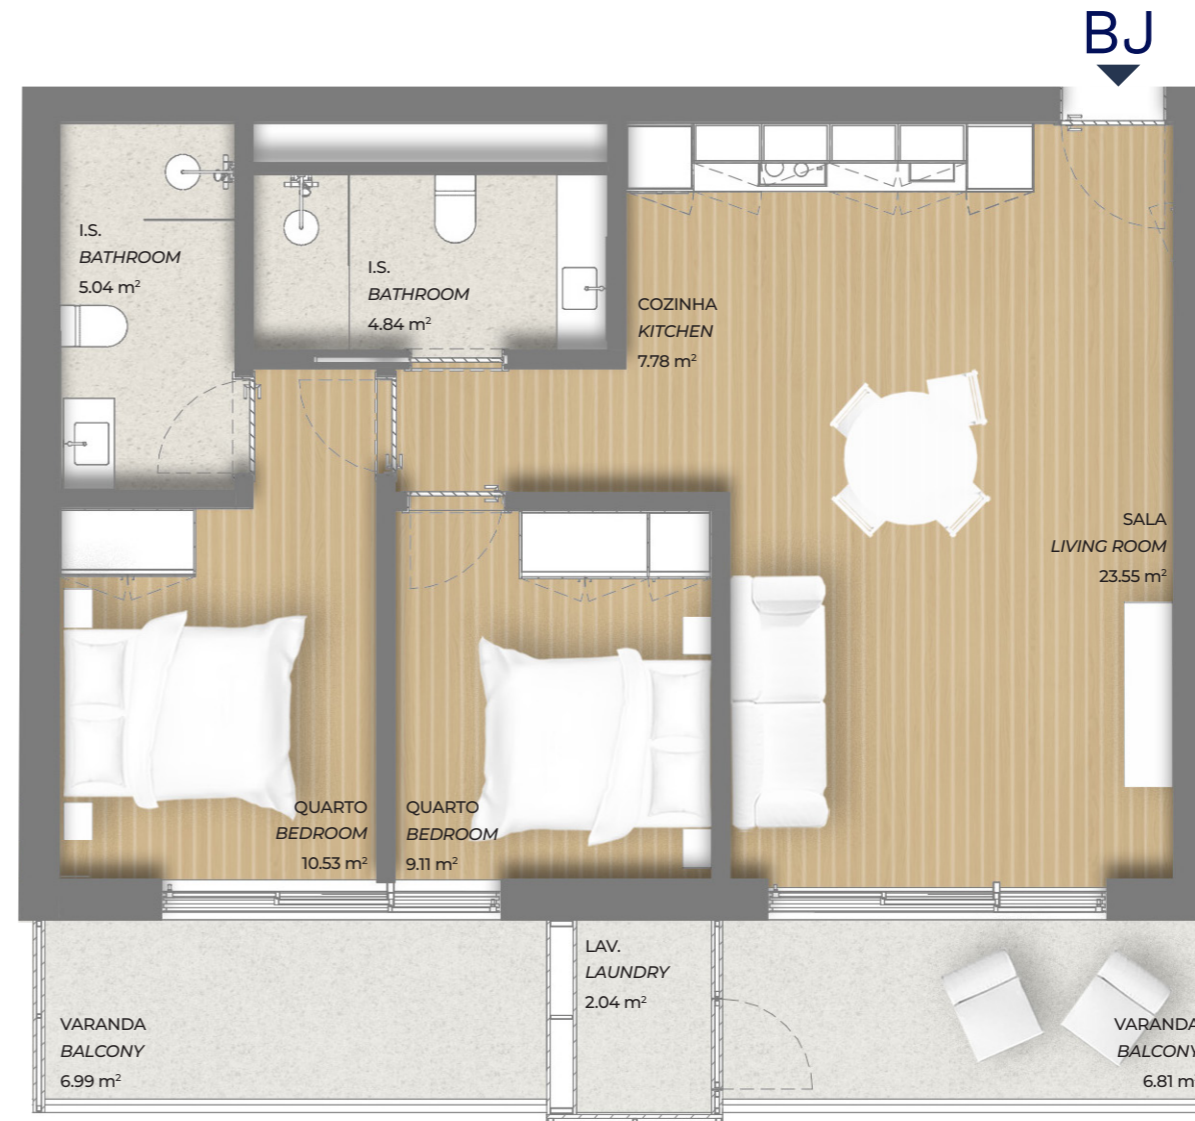 BJ
I.S.
BATHROOM
5.04 m²
I.S.
BATHROOM
4.84 m²
COZINHA
KITCHEN
7.78 m²
SALA
LIVING ROOM
23.55 m²
QUARTO
BEDROOM
10.53 m²
QUARTO
BEDROOM
9.11 m²
LAV.
LAUNDRY
2.04 m²
VARANDA
BALCONY
6.99 m²
VARANDA
BALCONY
6.81 m